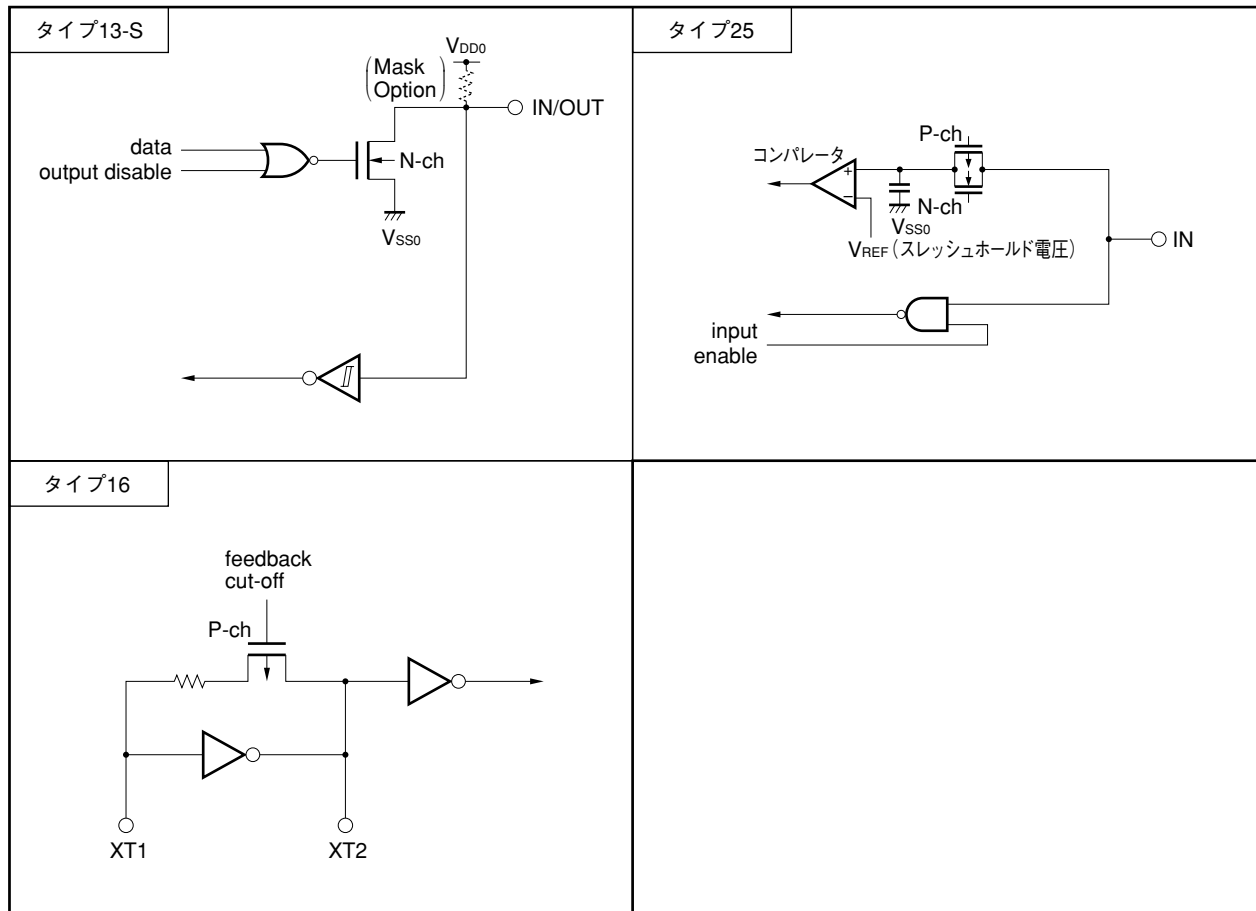 タイプ13-S
VDD0
(Mask
Option)
IN/OUT
data
output disable
N-ch
VSS0
タイプ25
P-ch
コンパレータ
+
−
N-ch
VSS0
VREF(スレッシュホールド電圧)
IN
input
enable
タイプ16
feedback
cut-off
P-ch
XT1
XT2